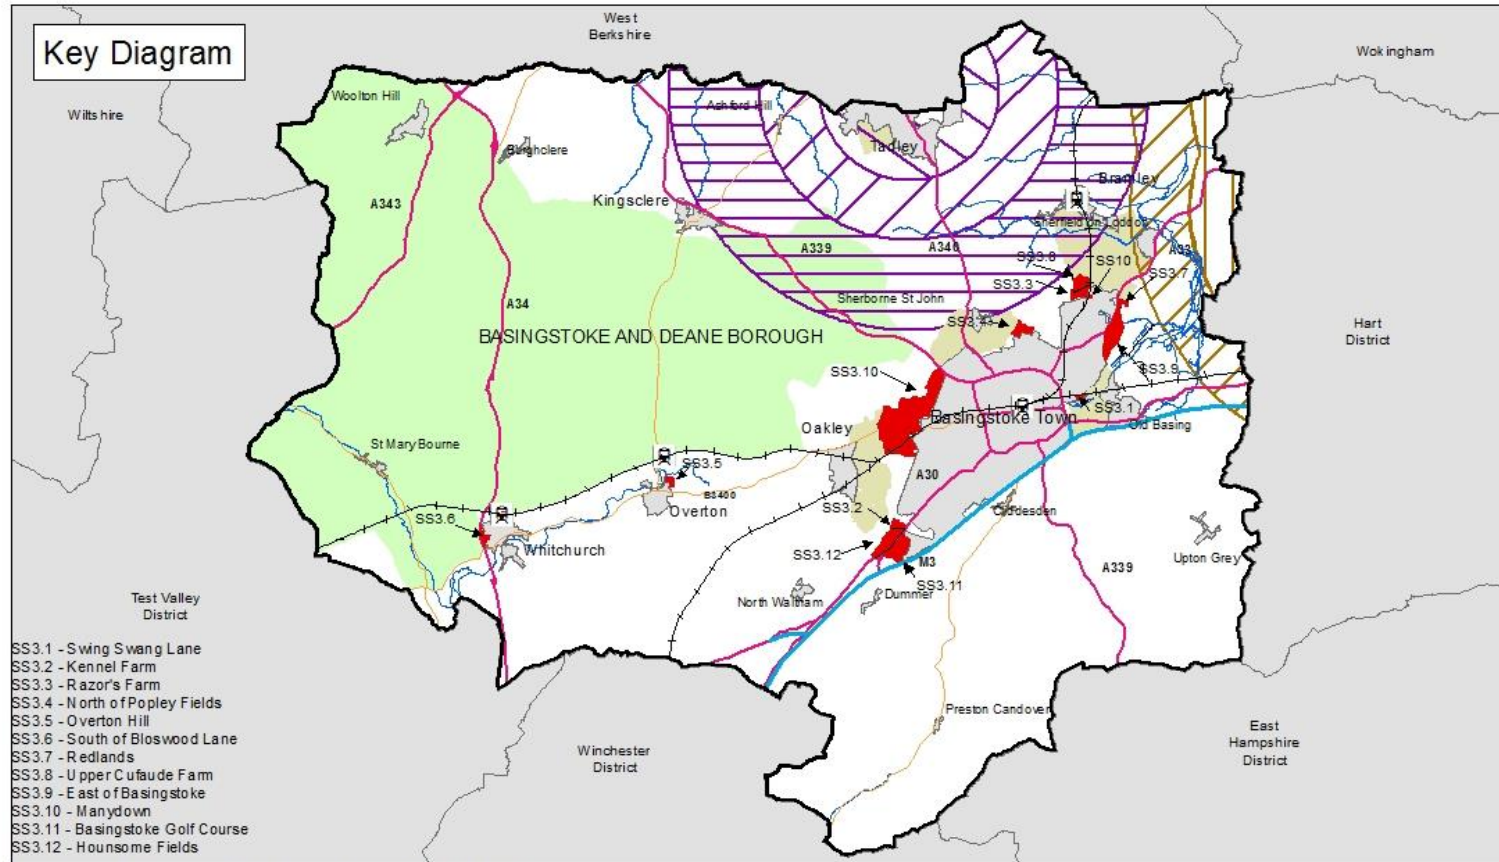 Key Diagram
West
Berkshire
Wokingham
Wiltshire
Woolton Hill
Ashford Hill
Burghclere
Tadley
Bramley
A343
Kingsclere
Sherfield on Loddon
A339
A340
A33
SS3.8
SS10
SS3.7
SS3.3
Sherborne St John
A34
SS3.4
BASINGSTOKE AND DEANE BOROUGH
Hart
District
SS3.10
SS3.9
SS3.1
Basingstoke Town
Oakley
Old Basing
St Mary Bourne
SS3.5
A30
B3400
Overton
SS3.2
Cliddesden
SS3.6
Whitchurch
SS3.12
M3
Upton Grey
A339
SS3.11
North Waltham
Dummer
Test Valley
District
Preston Candover
East
Hampshire
District
Winchester
District
SS3.1 - Swing Swang Lane
SS3.2 - Kennel Farm
SS3.3 - Razor's Farm
SS3.4 - North of Popley Fields
SS3.5 - Overton Hill
SS3.6 - South of Bloswood Lane
SS3.7 - Redlands
SS3.8 - Upper Cufaude Farm
SS3.9 - East of Basingstoke
SS3.10 - Manydown
SS3.11 - Basingstoke Golf Course
SS3.12 - Hounsome Fields